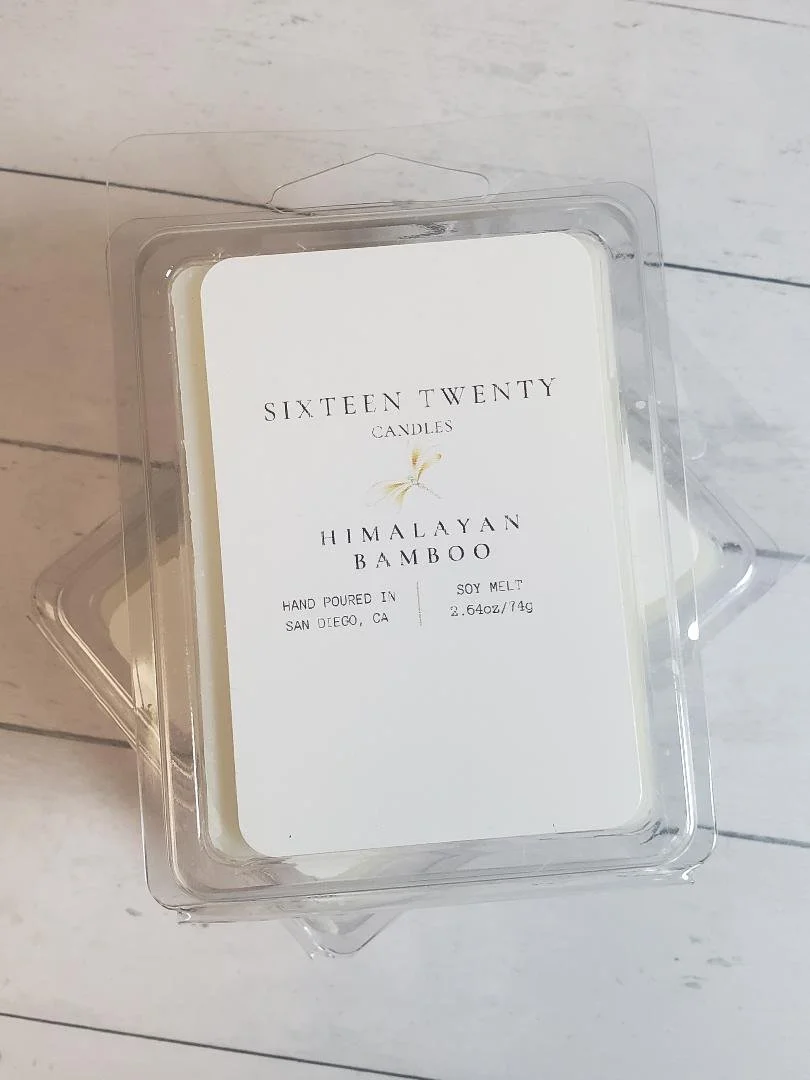 SIXTEEN TWENTY
CANDLES
HIMALAYAN
BAMBOO
HAND POURED IN
SAN DIEGO, CA
SOY MELT
2.64oz/74g